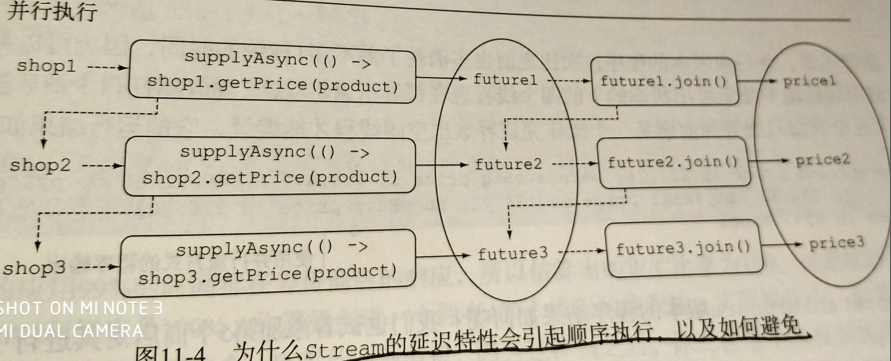 并行执行
shop1
supplyAsync(() ->
shop1.getPrice(product)
future1
future1.join()
price1
shop2
supplyAsync(() ->
shop2.getPrice(product)
future2
future2.join()
price2
shop3
supplyAsync(() ->
shop3.getPrice(product)
future3
future3.join()
price3
SHOT ON MI NOTE 3
MI DUAL CAMERA
图11-4 为什么Stream的延迟特性会引起顺序执行，以及如何避免